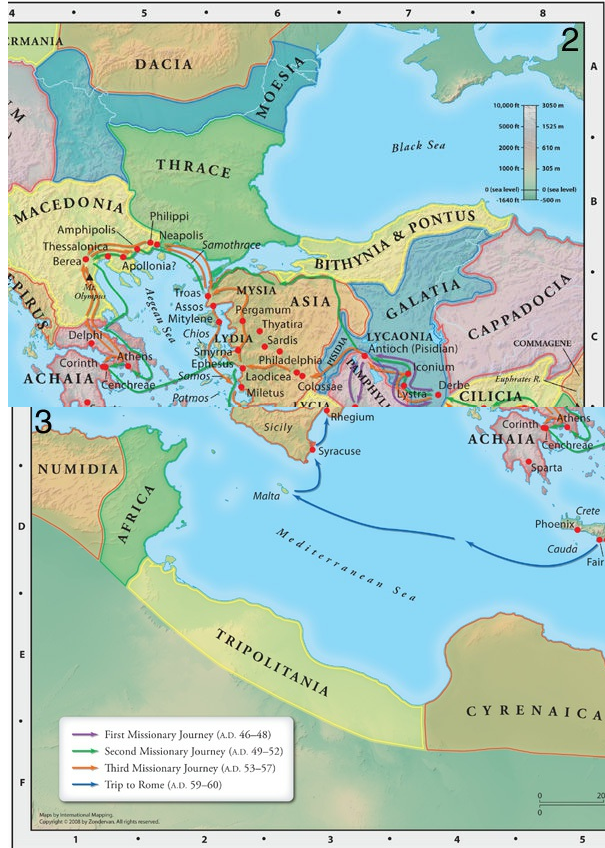 4 5 6 7 8
2
ERMANIA
DACIA
MOESIA
A
10,000 ft 3050 m
5000 ft 1525 m
2000 ft 610 m
1000 ft 305 m
0 (sea level) 0 (sea level)
-1640 ft -500 m
Black Sea
THRACE
B
MACEDONIA
Philippi
Amphipolis
Neapolis
Thessalonica
Samothrace
BITHYNIA & PONTUS
Berea
Apollonia?
Mt.
Olympus
EPIRUS
Aegean Sea
Troas
MYSIA
ASIA
GALATIA
CAPPADOCIA
Assos
Mitylene
Pergamum
Chios
Thyatira
Delphi
LYDIA
Sardis
LYCAONIA
C
COMMAGENE
Smyrna
PISIDIA
Antioch (Pisidian)
Athens
Ephesus
Philadelphia
Iconium
Corinth
Samos
Laodicea
PAMPHYL
Euphrates R.
ACHAIA
Cenchreae
Colossae
Derbe
Miletus
Lystra
CILICIA
Patmos
LYCIA
3
Rhegium
Sicily
Athens
Corinth
Cenchreae
ACHAIA
Syracuse
NUMIDIA
Sparta
AFRICA
Malta
Crete
D
Phoenix
Cauda
Mediterranean Sea
Fair
TRIPOLITANIA
E
CYRENAICA
First Missionary Journey (A.D. 46–48)
Second Missionary Journey (A.D. 49–52)
Third Missionary Journey (A.D. 53–57)
Trip to Rome (A.D. 59–60)
F
0 20
0
Maps by International Mapping.
Copyright © 2008 by Zondervan. All rights reserved.
1 2 3 4 5